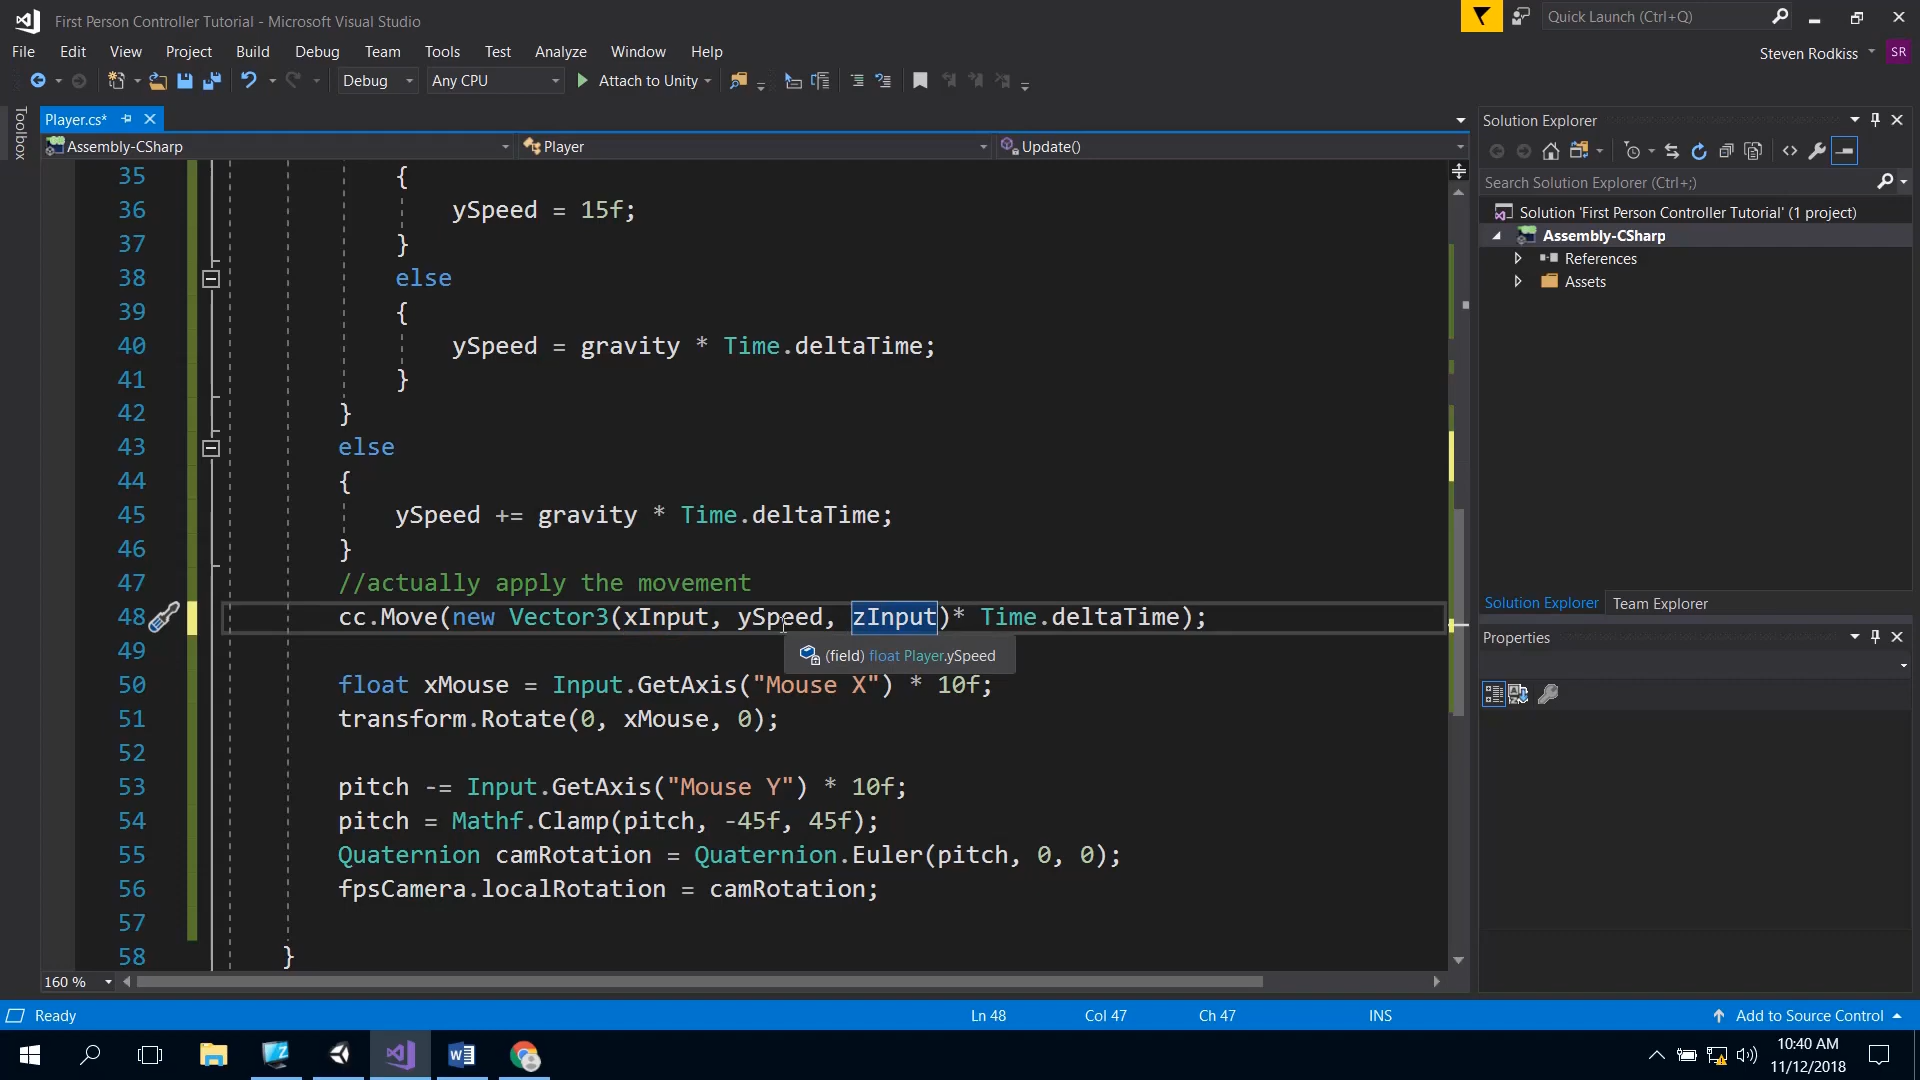 First Person Controller Tutorial - Microsoft Visual Studio
Quick Launch (Ctrl+Q)
File Edit View Project Build Debug Team Tools Test Analyze Window Help
Steven Rodkiss SR
Debug Any CPU Attach to Unity
Toolbox
Player.cs*
Assembly-CSharp Player Update()
35 {
36 ySpeed = 15f;
37 }
38 else
39 {
40 ySpeed = gravity * Time.deltaTime;
41 }
42 }
43 else
44 {
45 ySpeed += gravity * Time.deltaTime;
46 }
47 //actually apply the movement
48 cc.Move(new Vector3(xInput, ySpeed, zInput)* Time.deltaTime);
49
(field) float Player.ySpeed
50 float xMouse = Input.GetAxis("Mouse X") * 10f;
51 transform.Rotate(0, xMouse, 0);
52
53 pitch -= Input.GetAxis("Mouse Y") * 10f;
54 pitch = Mathf.Clamp(pitch, -45f, 45f);
55 Quaternion camRotation = Quaternion.Euler(pitch, 0, 0);
56 fpsCamera.localRotation = camRotation;
57
58 }
160 %
Solution Explorer
Search Solution Explorer (Ctrl+;)
Solution 'First Person Controller Tutorial' (1 project)
Assembly-CSharp
References
Assets
Solution Explorer Team Explorer
Properties
Ready Ln 48 Col 47 Ch 47 INS Add to Source Control
10:40 AM
11/12/2018